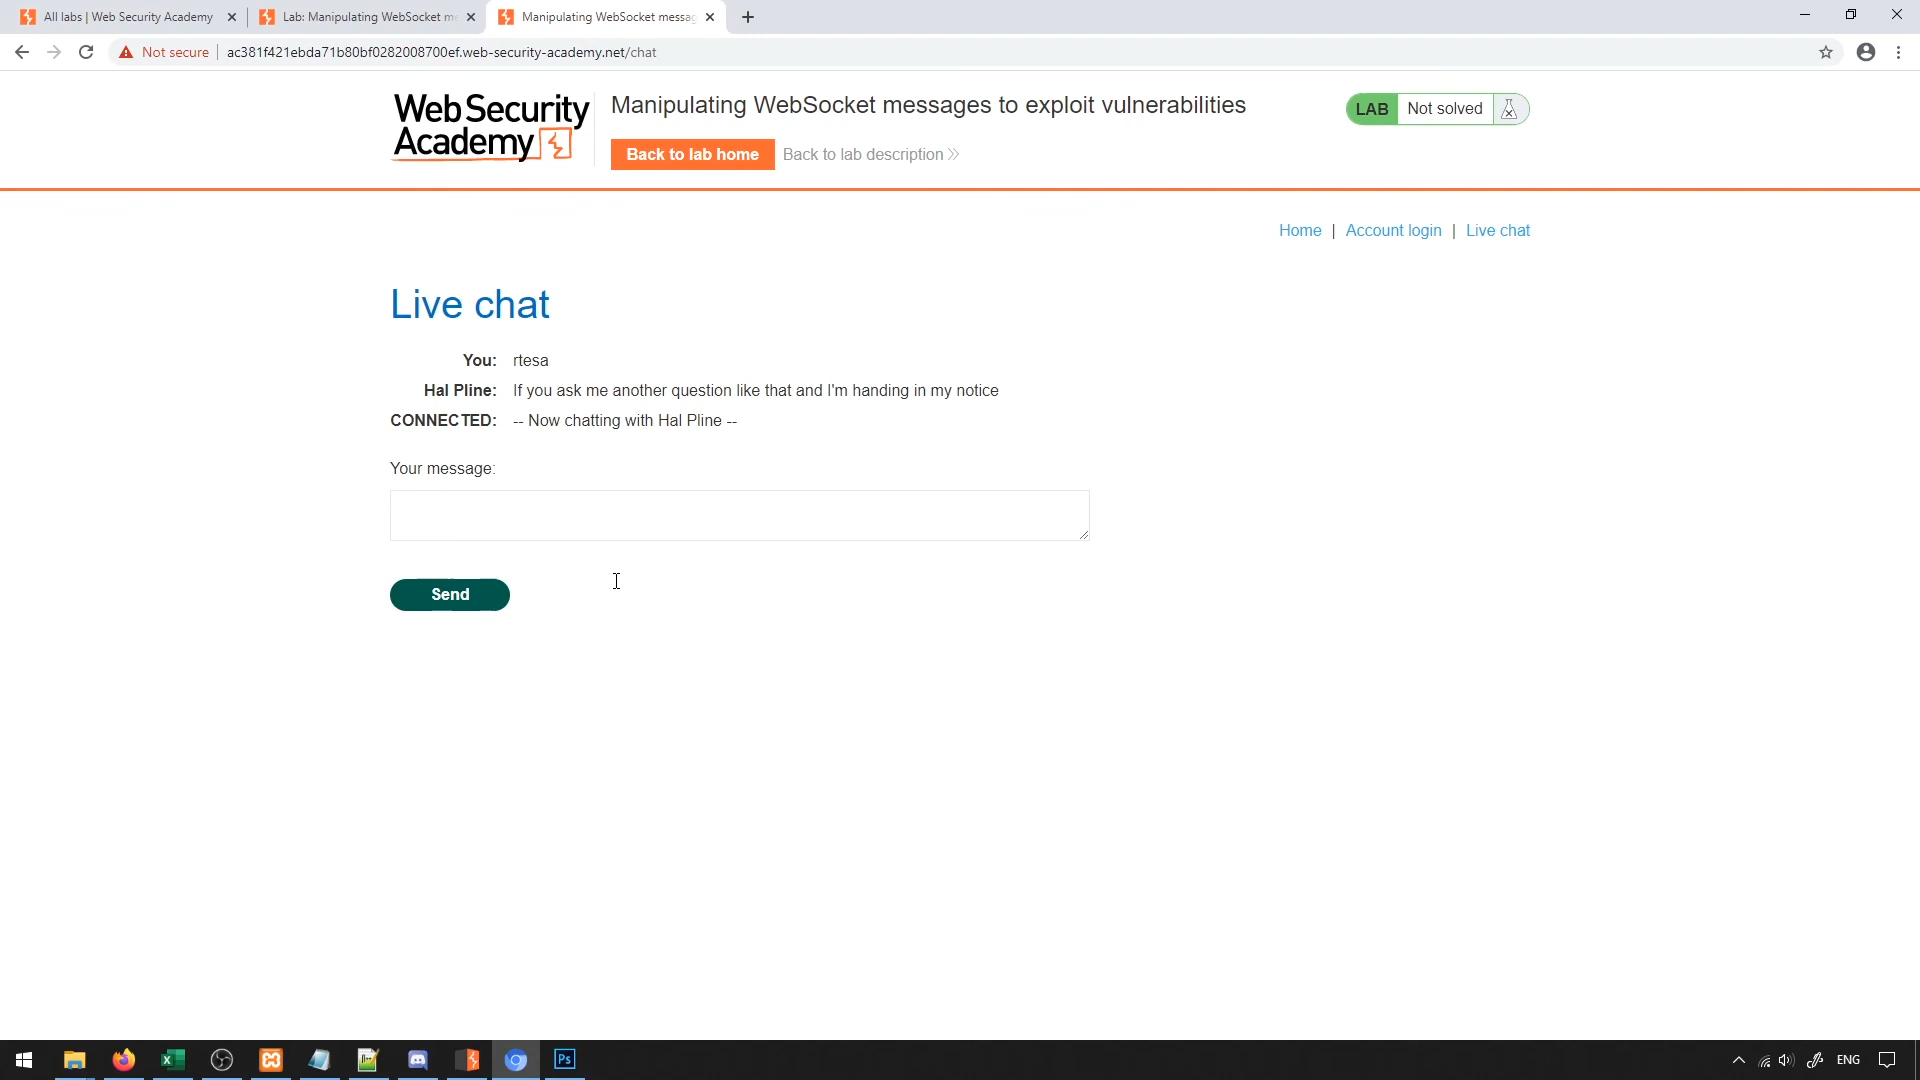 All labs | Web Security Academy
Lab: Manipulating WebSocket me
Manipulating WebSocket messag
Not secure
ac381f421ebda71b80bf0282008700ef.web-security-academy.net/chat
Web Security
Academy
Manipulating WebSocket messages to exploit vulnerabilities
Back to lab home
Back to lab description
LAB
Not solved
Home | Account login | Live chat
Live chat
You: rtesa
Hal Pline: If you ask me another question like that and I'm handing in my notice
CONNECTED: -- Now chatting with Hal Pline --
Your message:
Send
Ps
ENG